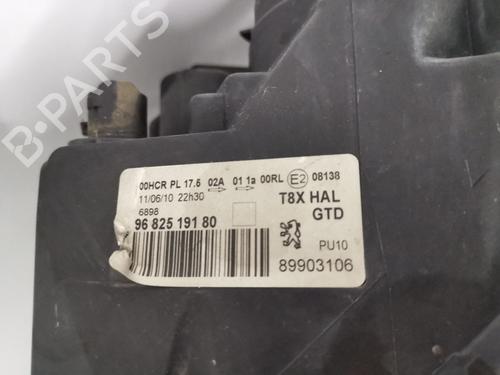 00HCR PL 17.5 02A 01 1a 00RL E2 08138
11/06/10 22h30
6898
96 825 191 80
T8X HAL
GTD
PU10
89903106
B-PARTS